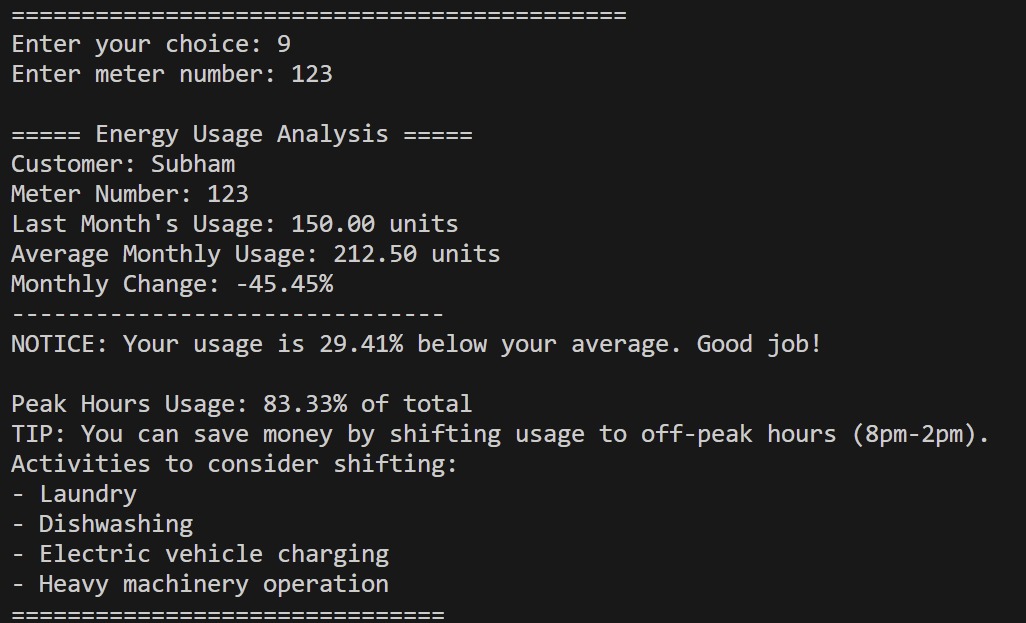 ============================================
Enter your choice: 9
Enter meter number: 123
===== Energy Usage Analysis =====
Customer: Subham
Meter Number: 123
Last Month's Usage: 150.00 units
Average Monthly Usage: 212.50 units
Monthly Change: -45.45%
-------------------------------
NOTICE: Your usage is 29.41% below your average. Good job!
Peak Hours Usage: 83.33% of total
TIP: You can save money by shifting usage to off-peak hours (8pm-2pm).
Activities to consider shifting:
- Laundry
- Dishwashing
- Electric vehicle charging
- Heavy machinery operation
===============================